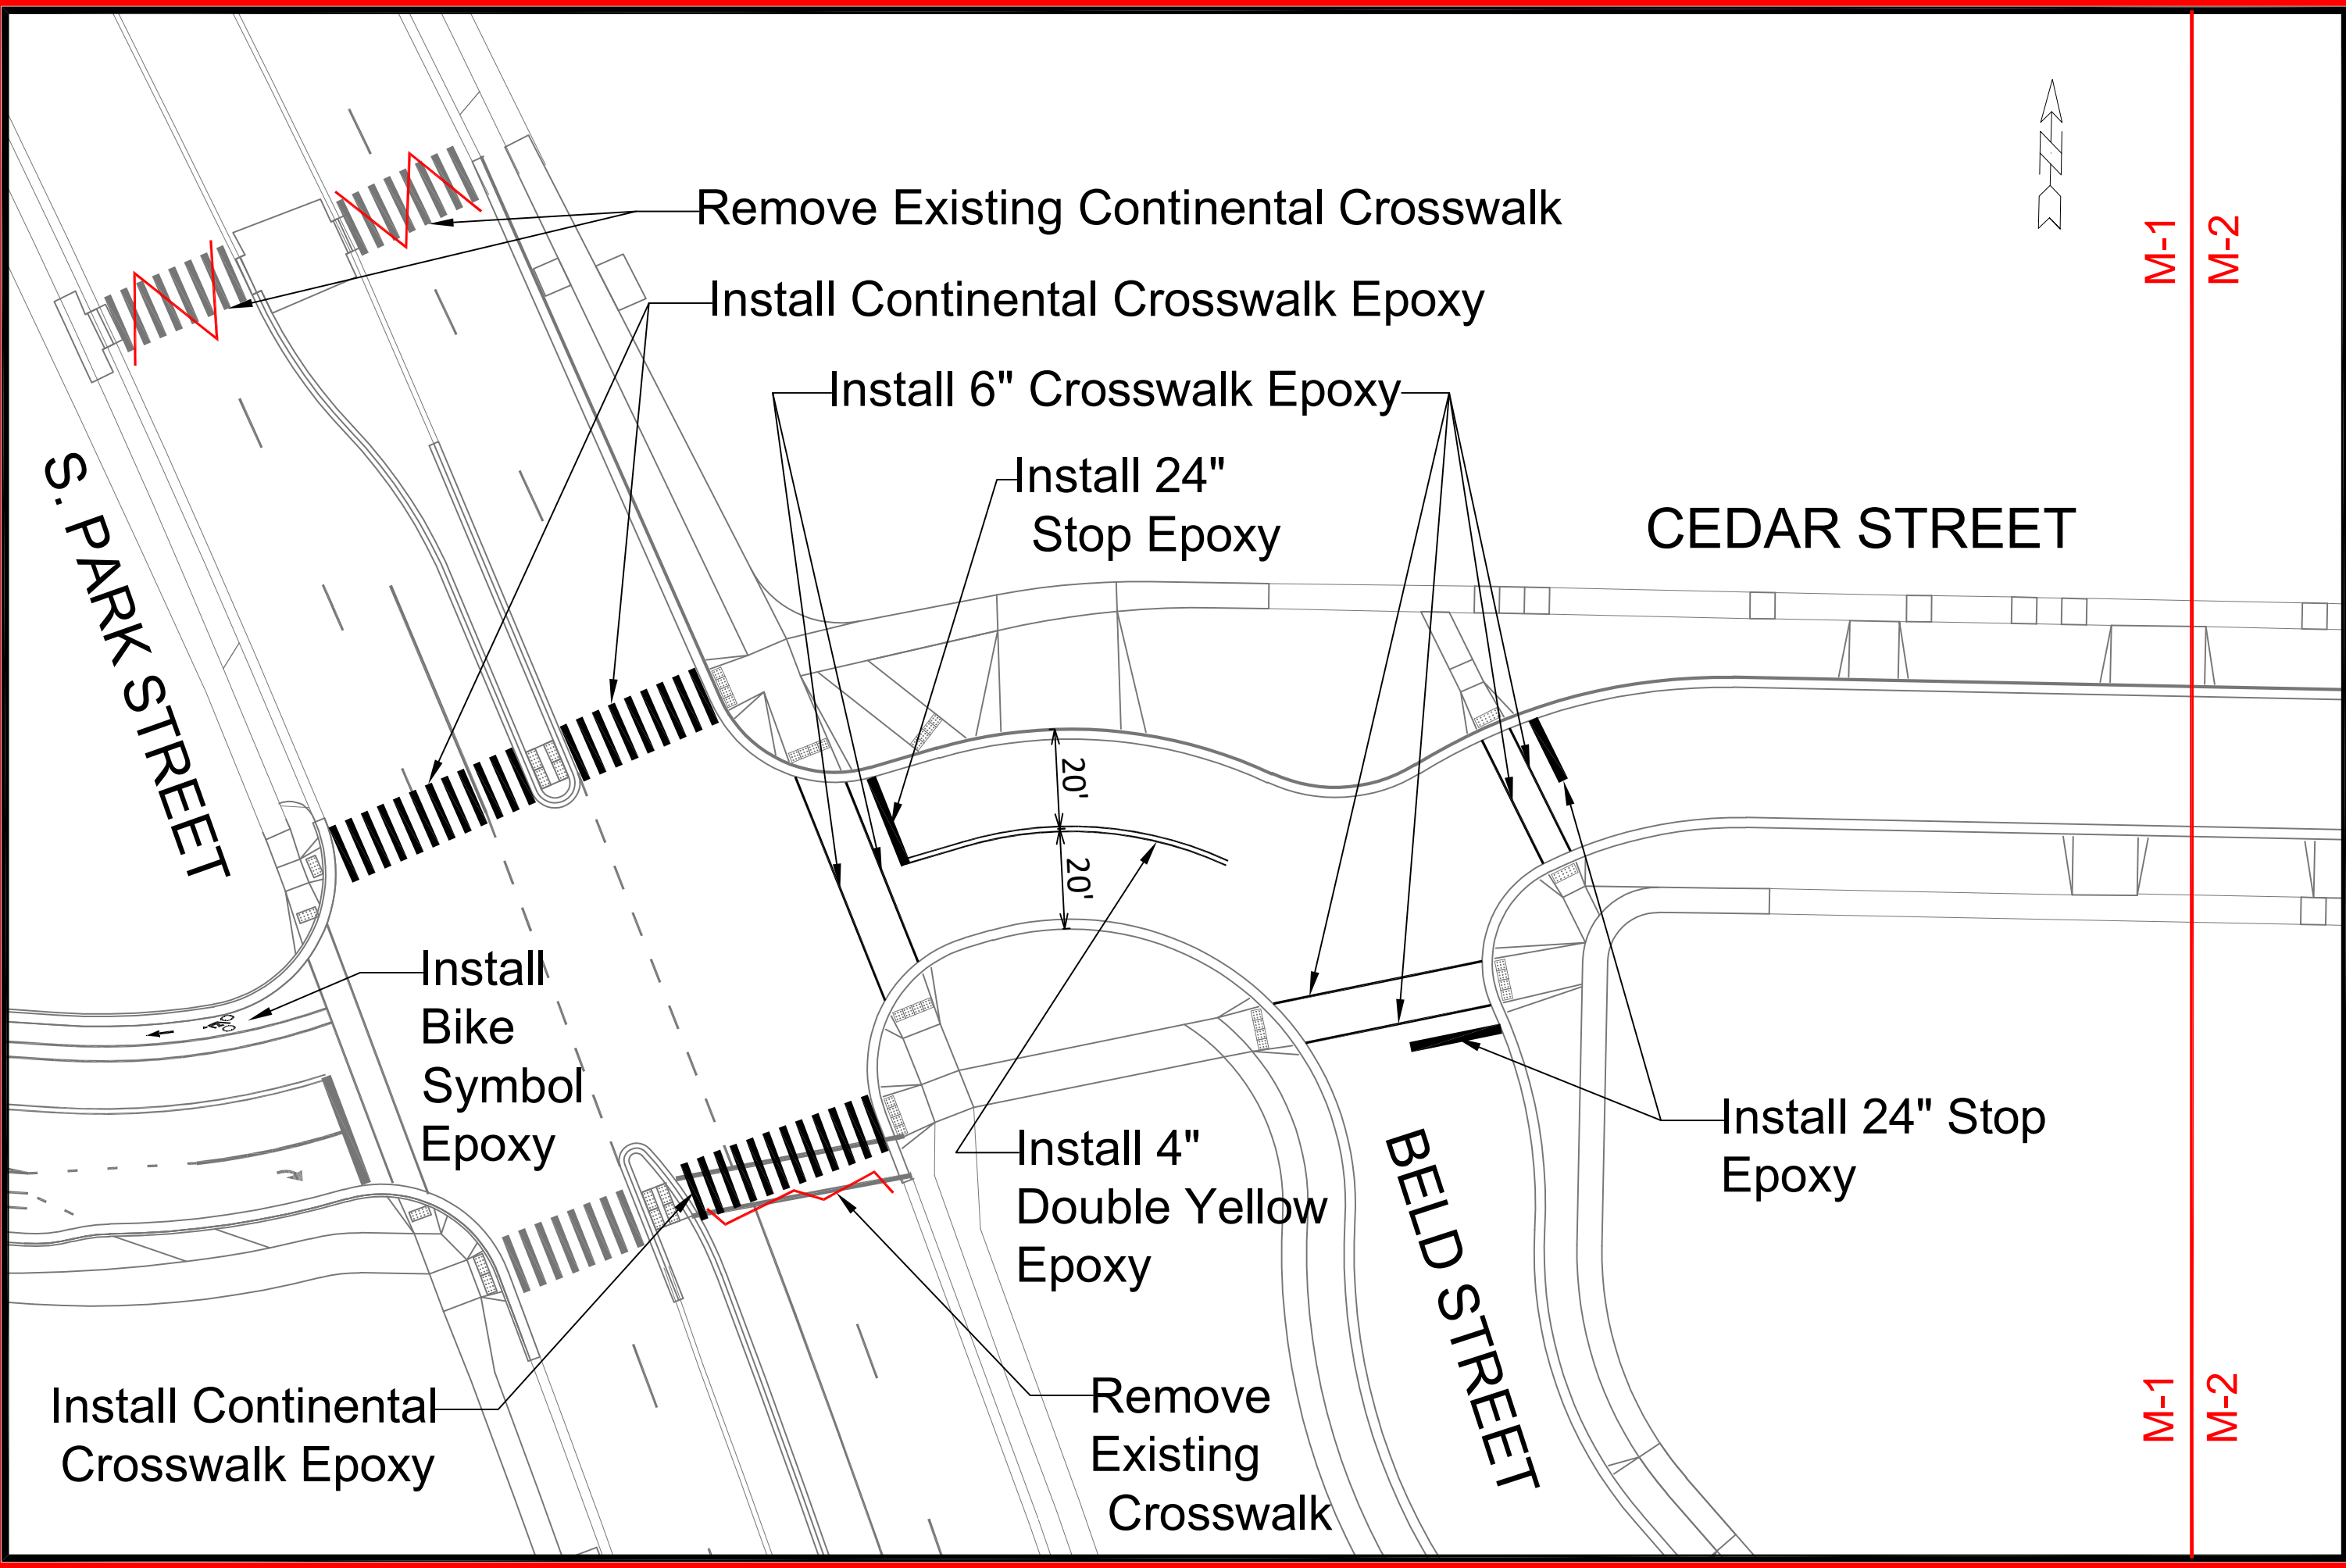 Remove Existing Continental Crosswalk
Install Continental Crosswalk Epoxy
Install 6" Crosswalk Epoxy
Install 24"
Stop Epoxy
CEDAR STREET
M-1
M-2
N
S. PARK STREET
20'
20'
Install
Bike
Symbol
Epoxy
Install 4"
Double Yellow
Epoxy
BELD STREET
Install 24" Stop
Epoxy
Install Continental
Crosswalk Epoxy
Remove
Existing
Crosswalk
M-1
M-2